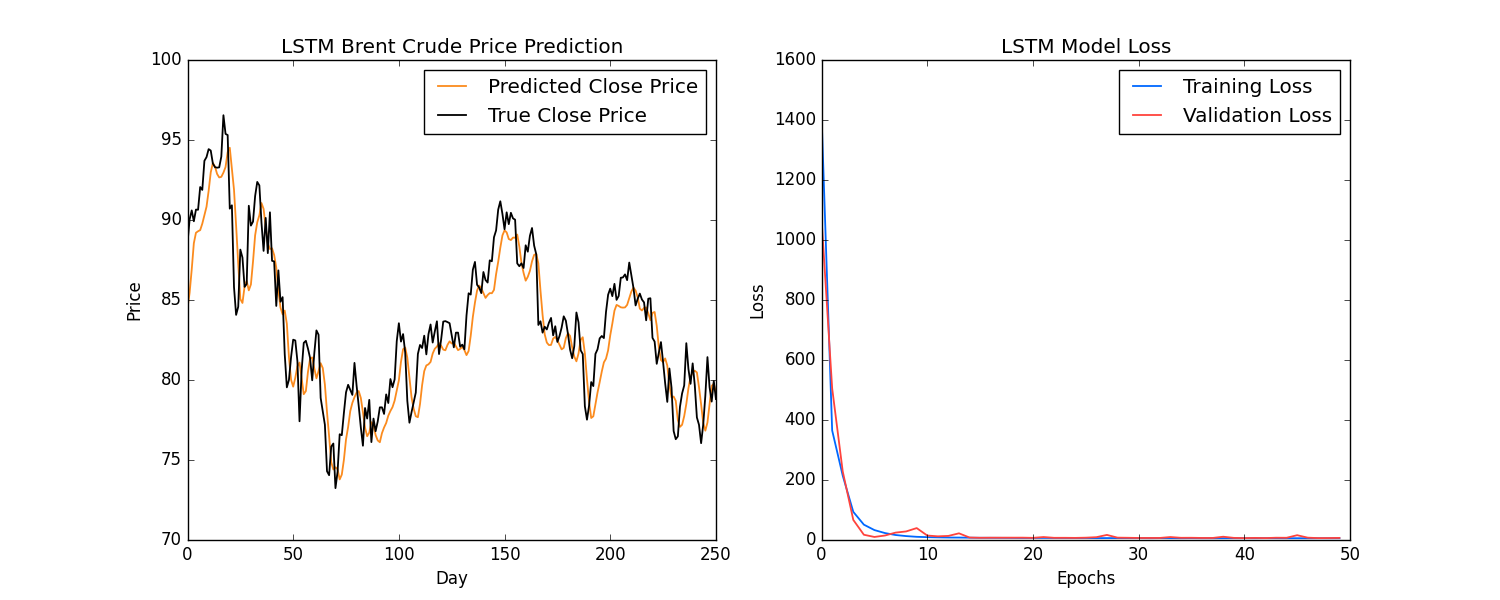 LSTM Brent Crude Price Prediction
100
95
90
85
80
75
70
Price
Predicted Close Price
True Close Price
0 50 100 150 200 250
Day
LSTM Model Loss
1600
1400
1200
1000
800
600
400
200
0
Loss
Training Loss
Validation Loss
0 10 20 30 40 50
Epochs